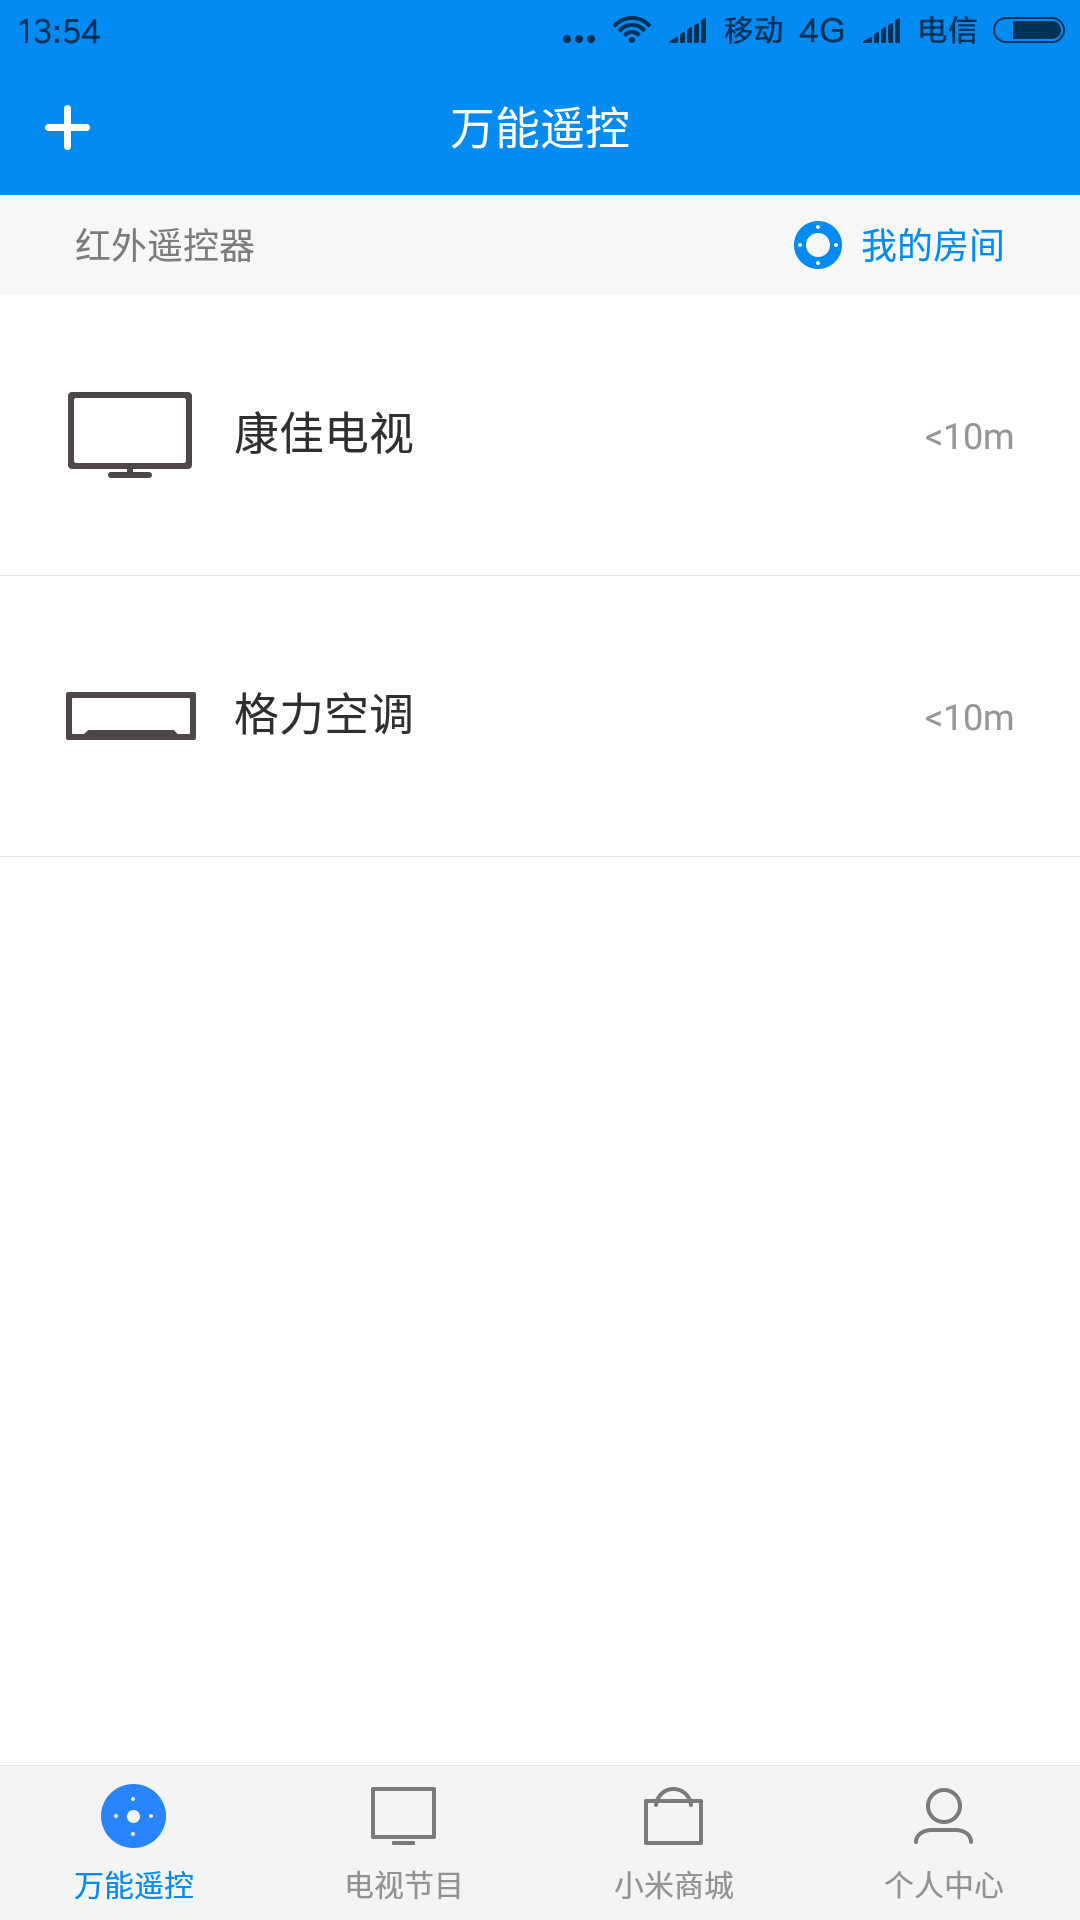 13:54 移动 4G 电信
万能遥控
红外遥控器 我的房间
康佳电视 <10m
格力空调 <10m
万能遥控 电视节目 小米商城 个人中心